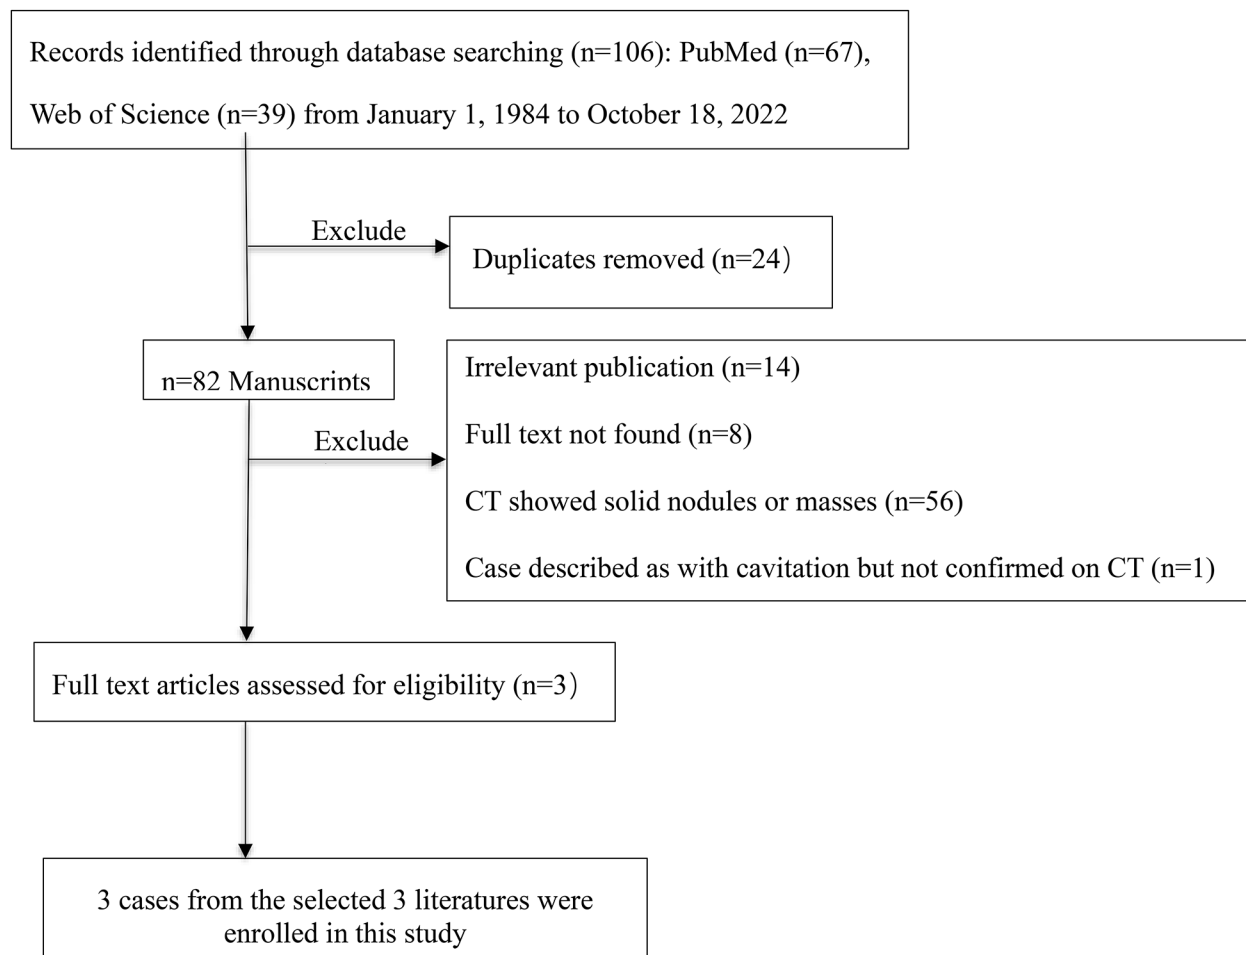 Records identified through database searching (n=106): PubMed (n=67),
Web of Science (n=39) from January 1, 1984 to October 18, 2022
Exclude
Duplicates removed (n=24）
n=82 Manuscripts
Exclude
Irrelevant publication (n=14)
Full text not found (n=8)
CT showed solid nodules or masses (n=56)
Case described as with cavitation but not confirmed on CT (n=1)
Full text articles assessed for eligibility (n=3）
3 cases from the selected 3 literatures were
enrolled in this study